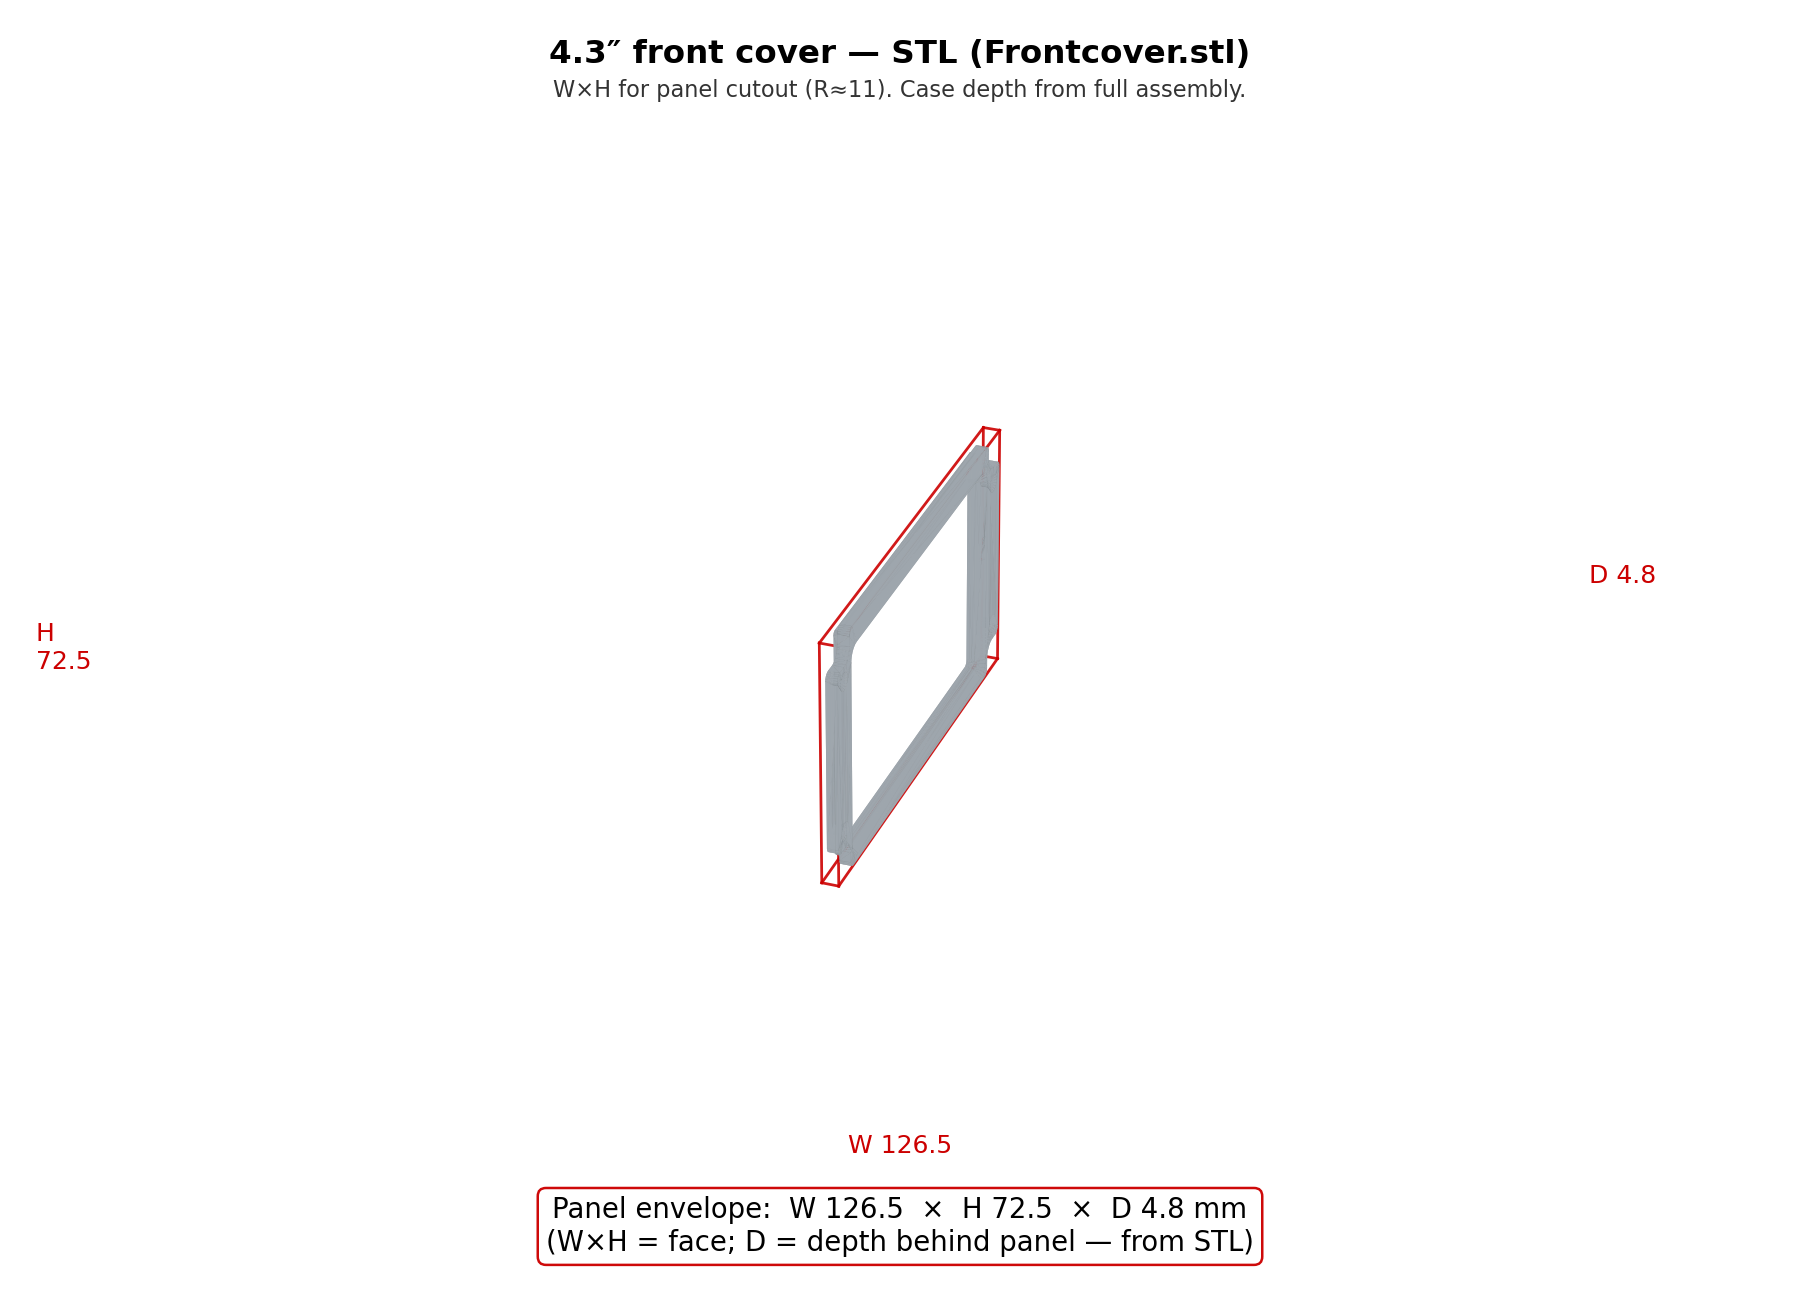 4.3″ front cover — STL (Frontcover.stl)
W×H for panel cutout (R≈11). Case depth from full assembly.
D 4.8
H
72.5
W 126.5
Panel envelope:  W 126.5  ×  H 72.5  ×  D 4.8 mm
(W×H = face; D = depth behind panel — from STL)